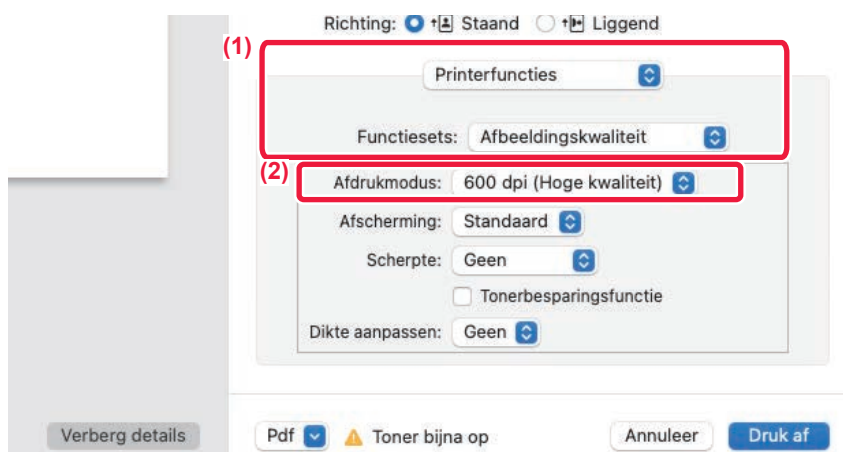 Richting: Staand Liggend
(1)
Printerfuncties
Functiesets: Afbeeldingskwaliteit
(2)
Afdrukmodus: 600 dpi (Hoge kwaliteit)
Afscherming: Standaard
Scherpte: Geen
Tonerbesparingsfunctie
Dikte aanpassen: Geen
Verberg details Pdf Toner bijna op Annuleer Druk af